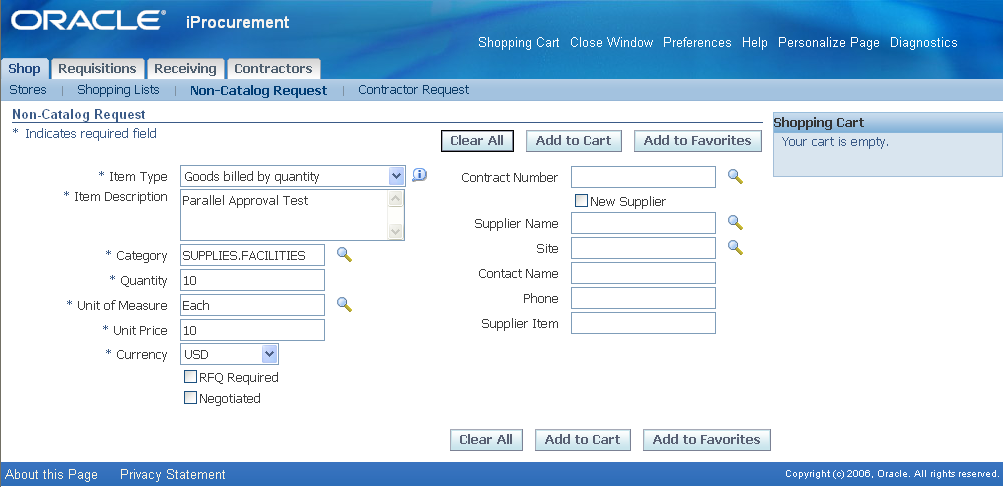 ORACLE® iProcurement
Shopping Cart Close Window Preferences Help Personalize Page Diagnostics
Shop Requisitions Receiving Contractors
Stores | Shopping Lists | Non-Catalog Request | Contractor Request
Non-Catalog Request
* Indicates required field
Clear All Add to Cart Add to Favorites
Shopping Cart
Your cart is empty.
* Item Type Goods billed by quantity
* Item Description Parallel Approval Test
* Category SUPPLIES.FACILITIES
* Quantity 10
* Unit of Measure Each
* Unit Price 10
* Currency USD
RFQ Required
Negotiated
Contract Number
New Supplier
Supplier Name
Site
Contact Name
Phone
Supplier Item
Clear All Add to Cart Add to Favorites
About this Page Privacy Statement Copyright (c) 2006, Oracle. All rights reserved.